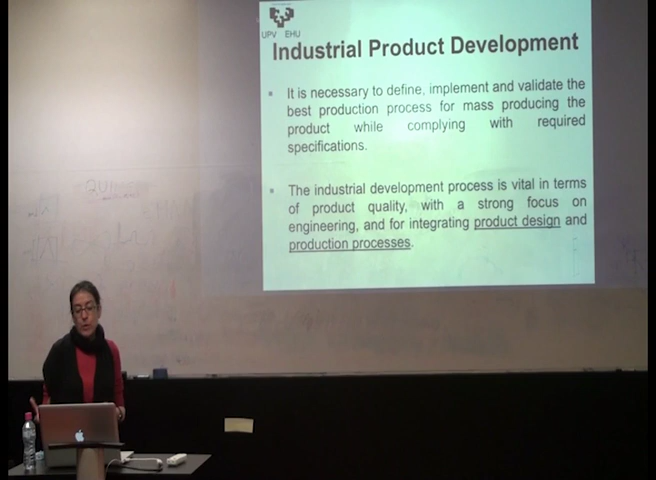 UPV EHU
Industrial Product Development
It is necessary to define, implement and validate the
best production process for mass producing the
product while complying with required
specifications.
The industrial development process is vital in terms
of product quality, with a strong focus on
engineering, and for integrating product design and
production processes.